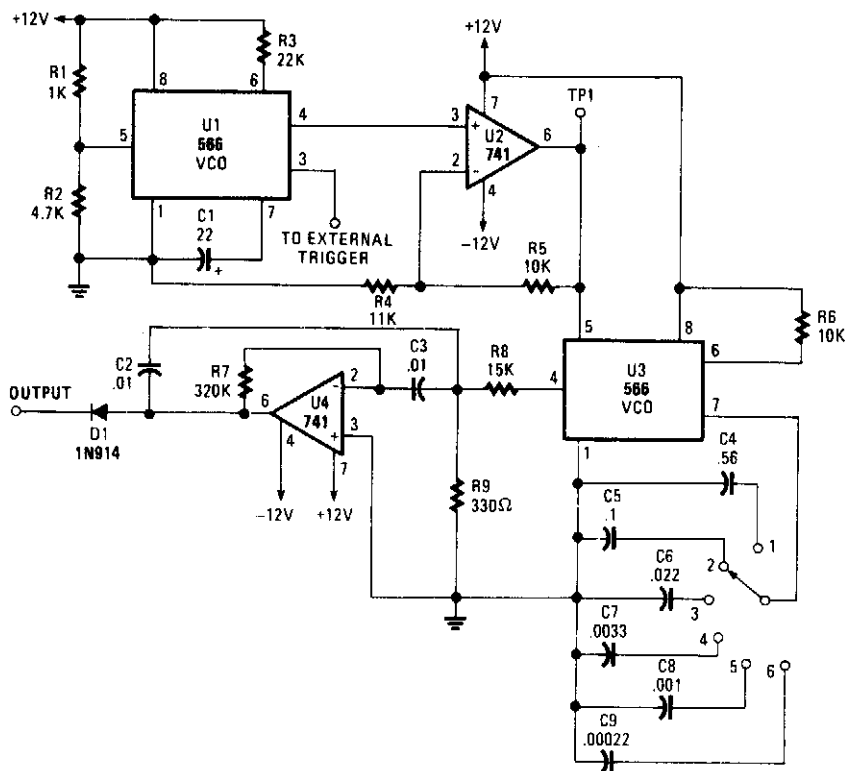 +12V
R1
1K
R3
22K
8
6
U1
566
VCO
5
4
3
R2
4.7K
1
7
C1
22
+
TO EXTERNAL
TRIGGER
+12V
7
3
+
U2
741
2
-
6
4
-12V
TP1
R4
11K
R5
10K
5
8
R6
10K
U3
566
VCO
4
6
7
1
C2
.01
R7
320K
C3
.01
R8
15K
OUTPUT
D1
1N914
6
U4
741
2
-
+
3
4
7
-12V
+12V
R9
330Ω
C4
.56
C5
.1
C6
.022
C7
.0033
C8
.001
C9
.00022
1
2
3
4
5
6